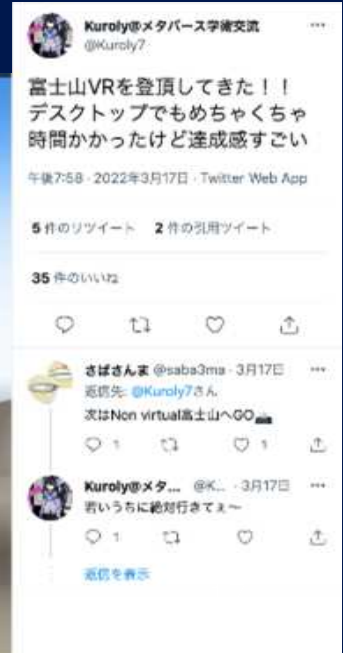 Kuroly@メタバース学術交流
@Kuroly7
富士山VRを登頂してきた！！
デスクトップでもめちゃくちゃ
時間かかったけど達成感すごい
午後7:58 · 2022年3月17日 · Twitter Web App
5 件のリツイート 2 件の引用ツイート
35 件のいいね
さばさんま @saba3ma · 3月17日
返信先: @Kuroly7さん
次はNon virtual富士山へGO
1 1
Kuroly@メタ... @K... · 3月17日
若いうちに絶対行きてぇ〜
1
返信を表示